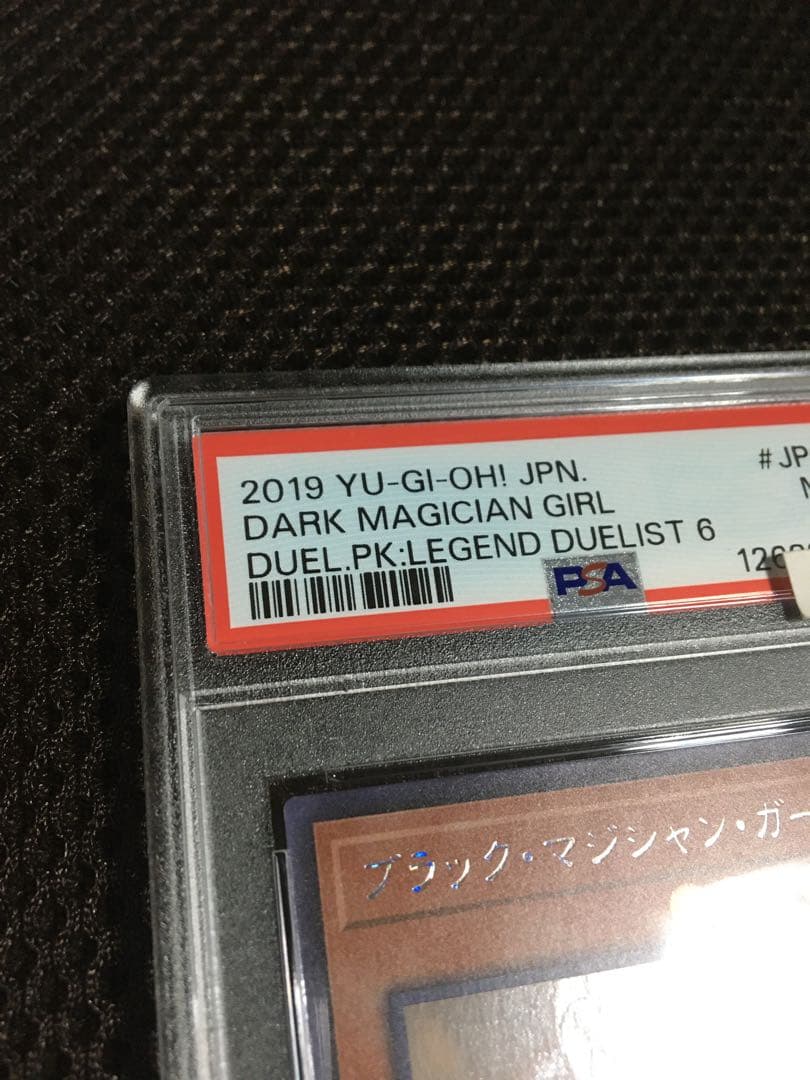 2019 YU-GI-OH! JPN.
#JP
DARK MAGICIAN GIRL
DUEL.PK:LEGEND DUELIST 6
PSA
ブラック・マジシャン・ガー